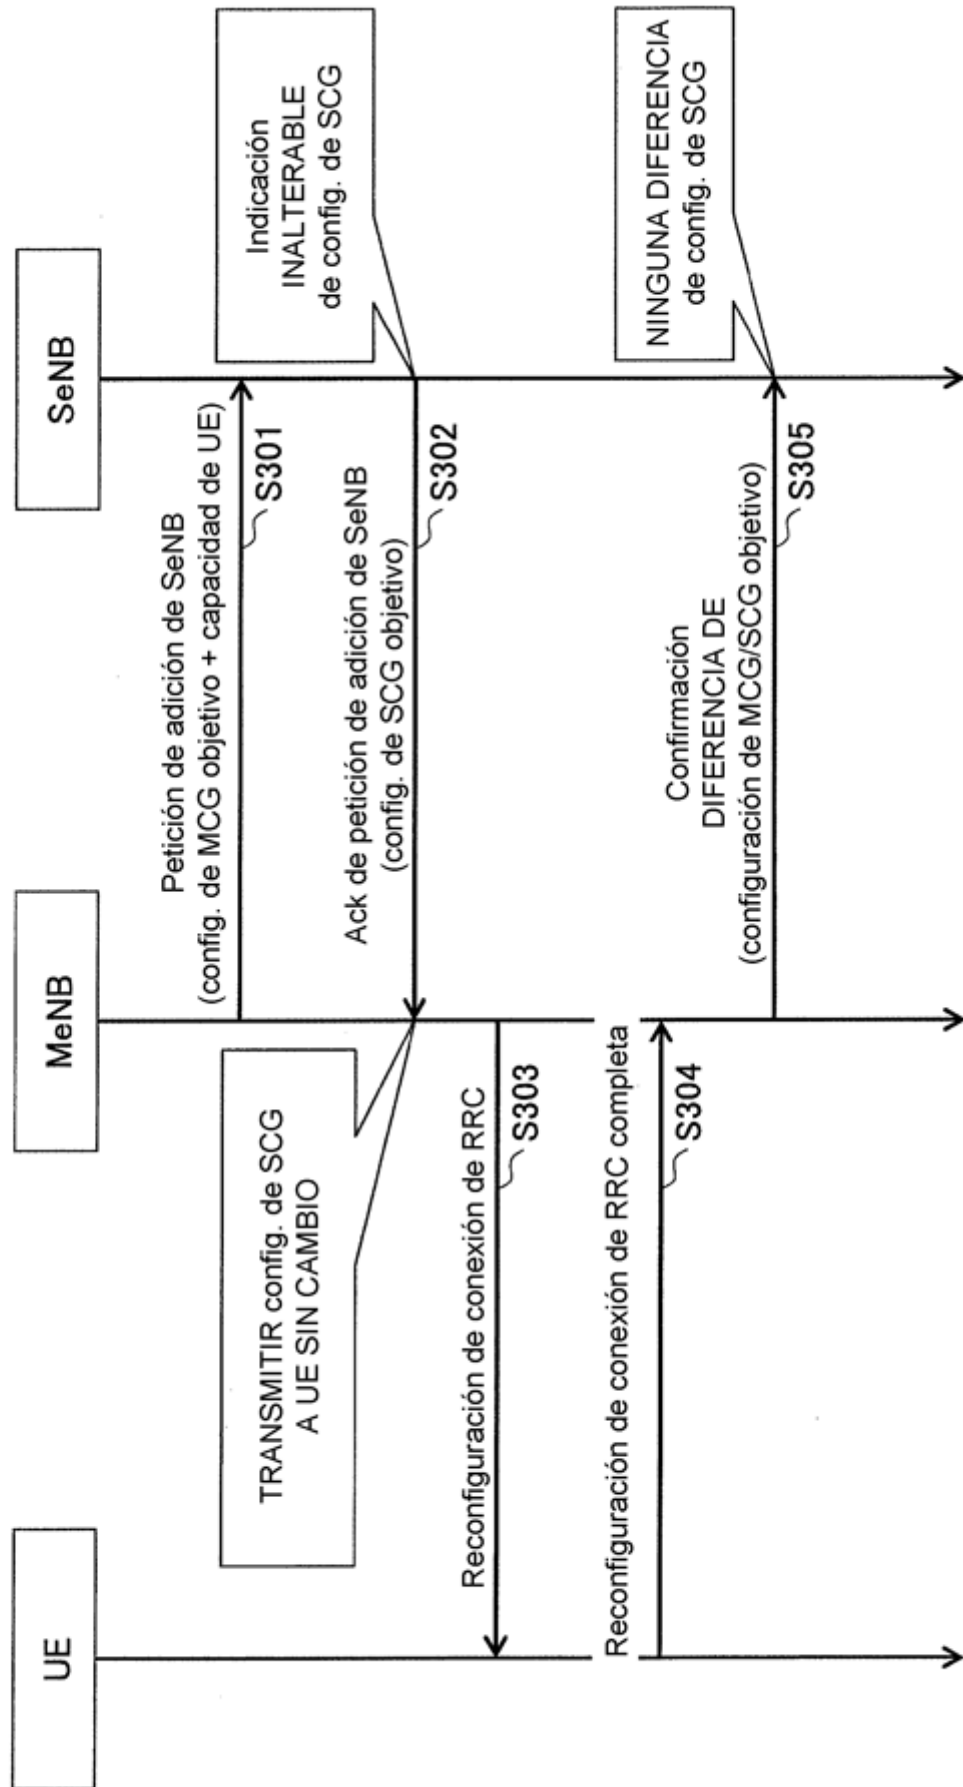 UE
MeNB
SeNB
Petición de adición de SeNB
(config. de MCG objetivo + capacidad de UE)
S301
Indicación
INALTERABLE
de config. de SCG
Ack de petición de adición de SeNB
(config. de SCG objetivo)
S302
TRANSMITIR config. de SCG
A UE SIN CAMBIO
Reconfiguración de conexión de RRC
S303
Reconfiguración de conexión de RRC completa
S304
Confirmación
DIFERENCIA DE
(configuración de MCG/SCG objetivo)
S305
NINGUNA DIFERENCIA
de config. de SCG